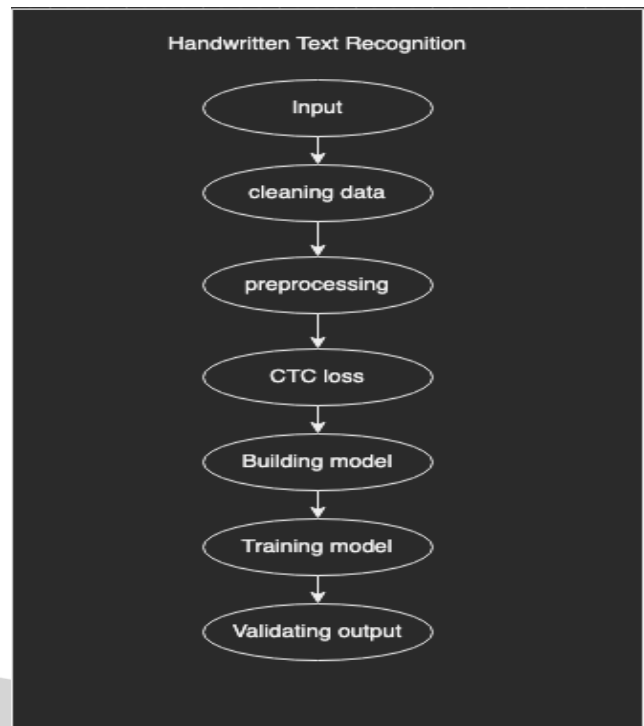 Handwritten Text Recognition
Input
cleaning data
preprocessing
CTC loss
Building model
Training model
Validating output